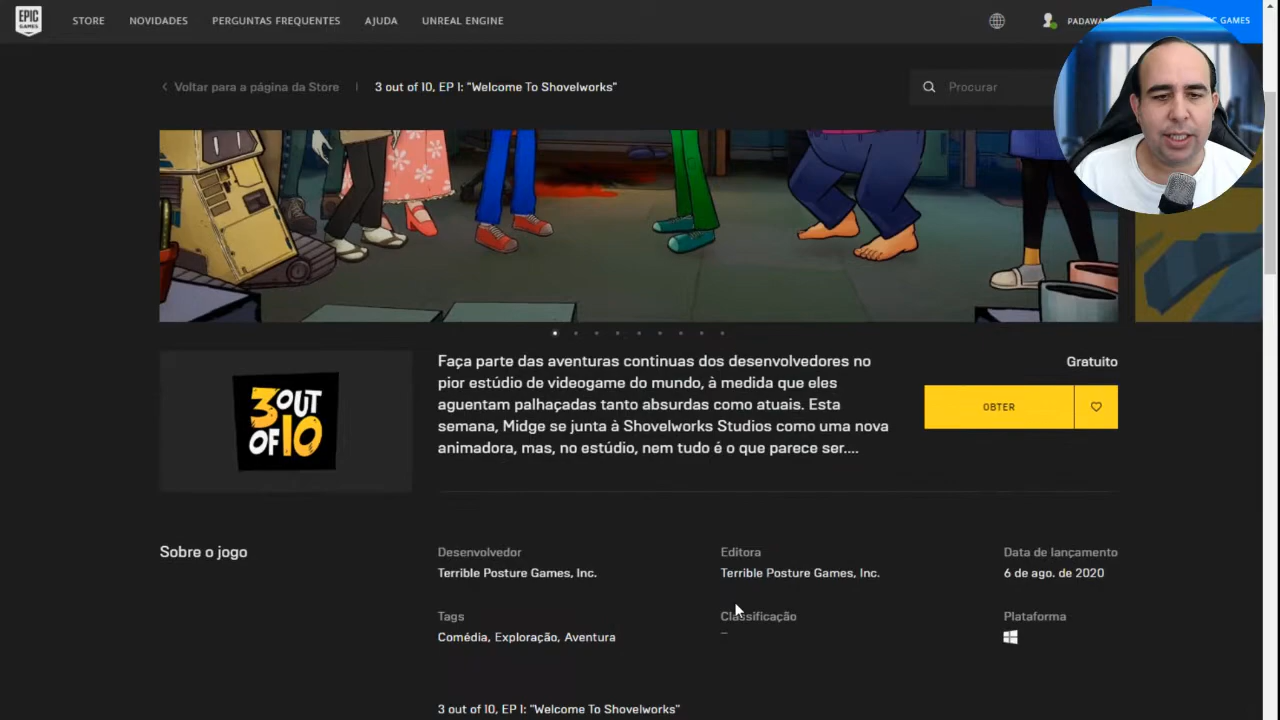 EPIC GAMES
STORE NOVIDADES PERGUNTAS FREQUENTES AJUDA UNREAL ENGINE GAMES
Voltar para a página da Store 3 out of 10, EP 1: "Welcome To Shovelworks" Procurar
Faça parte das aventuras contínuas dos desenvolvedores no
pior estúdio de videogame do mundo, à medida que eles
aguentam palhaçadas tanto absurdas como atuais. Esta
semana, Midge se junta à Shovelworks Studios como uma nova
animadora, mas, no estúdio, nem tudo é o que parece ser....
Gratuito
OBTER
3 OUT
OF 10
Sobre o jogo
Desenvolvedor Editora Data de lançamento
Terrible Posture Games, Inc. Terrible Posture Games, Inc. 6 de ago. de 2020
Tags Classificação Plataforma
Comédia, Exploração, Aventura –
3 out of 10, EP 1: "Welcome To Shovelworks"